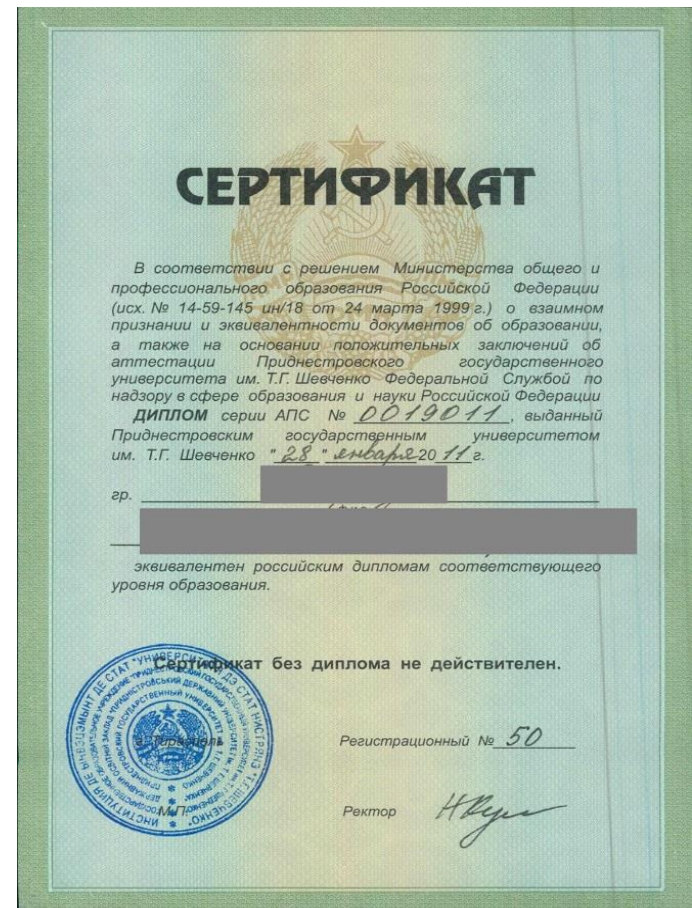 СЕРТИФИКАТ
В соответствии с решением Министерства общего и
профессионального образования Российской Федерации
(исх. № 14-59-145 ин/18 от 24 марта 1999 г.) о взаимном
признании и эквивалентности документов об образовании,
а также на основании положительных заключений об
аттестации Приднестровского государственного
университета им. Т.Г. Шевченко Федеральной Службой по
надзору в сфере образования и науки Российской Федерации
ДИПЛОМ серии АПС № 0019011, выданный
Приднестровским государственным университетом
им. Т.Г. Шевченко "28" января 2011 г.
гр.
эквивалентен российским дипломам соответствующего
уровня образования.
Сертификат без диплома не действителен.
г. Тирасполь
Регистрационный № 50
М.П.
Ректор